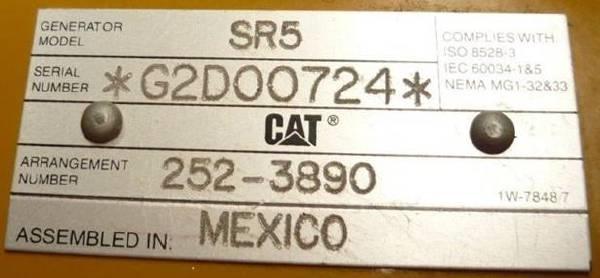 GENERATOR MODEL SR5
COMPLIES WITH
ISO 8528-3
IEC 60034-1&5
NEMA MG1-32&33
SERIAL NUMBER *G2D00724*
CAT®
ARRANGEMENT NUMBER 252-3890
1W-7848 7
ASSEMBLED IN: MEXICO